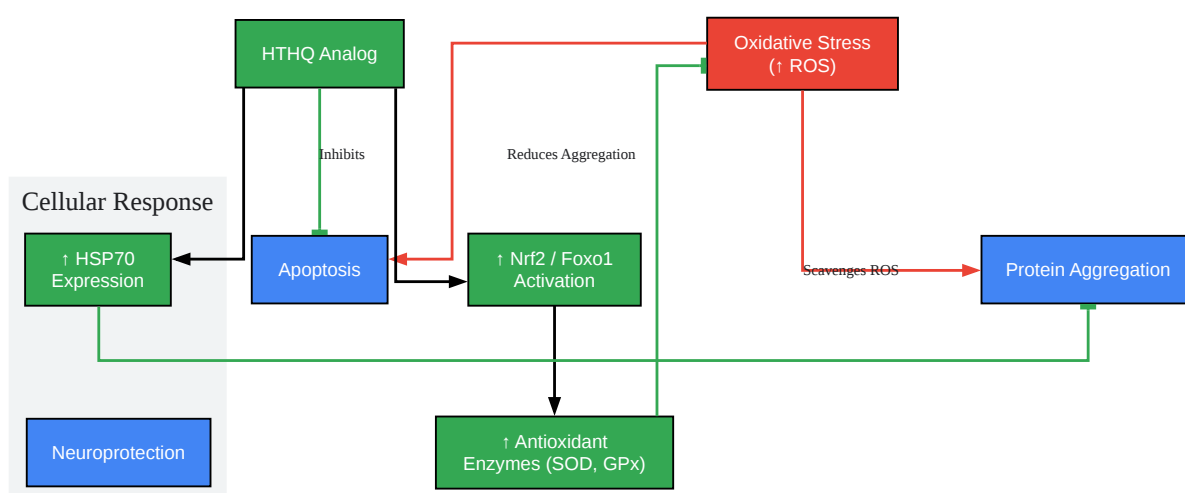 HTHQ Analog
Oxidative Stress
(↑ ROS)
Inhibits
Reduces Aggregation
Cellular Response
↑ HSP70
Expression
Apoptosis
↑ Nrf2 / Foxo1
Activation
Scavenges ROS
Protein Aggregation
Neuroprotection
↑ Antioxidant
Enzymes (SOD, GPx)